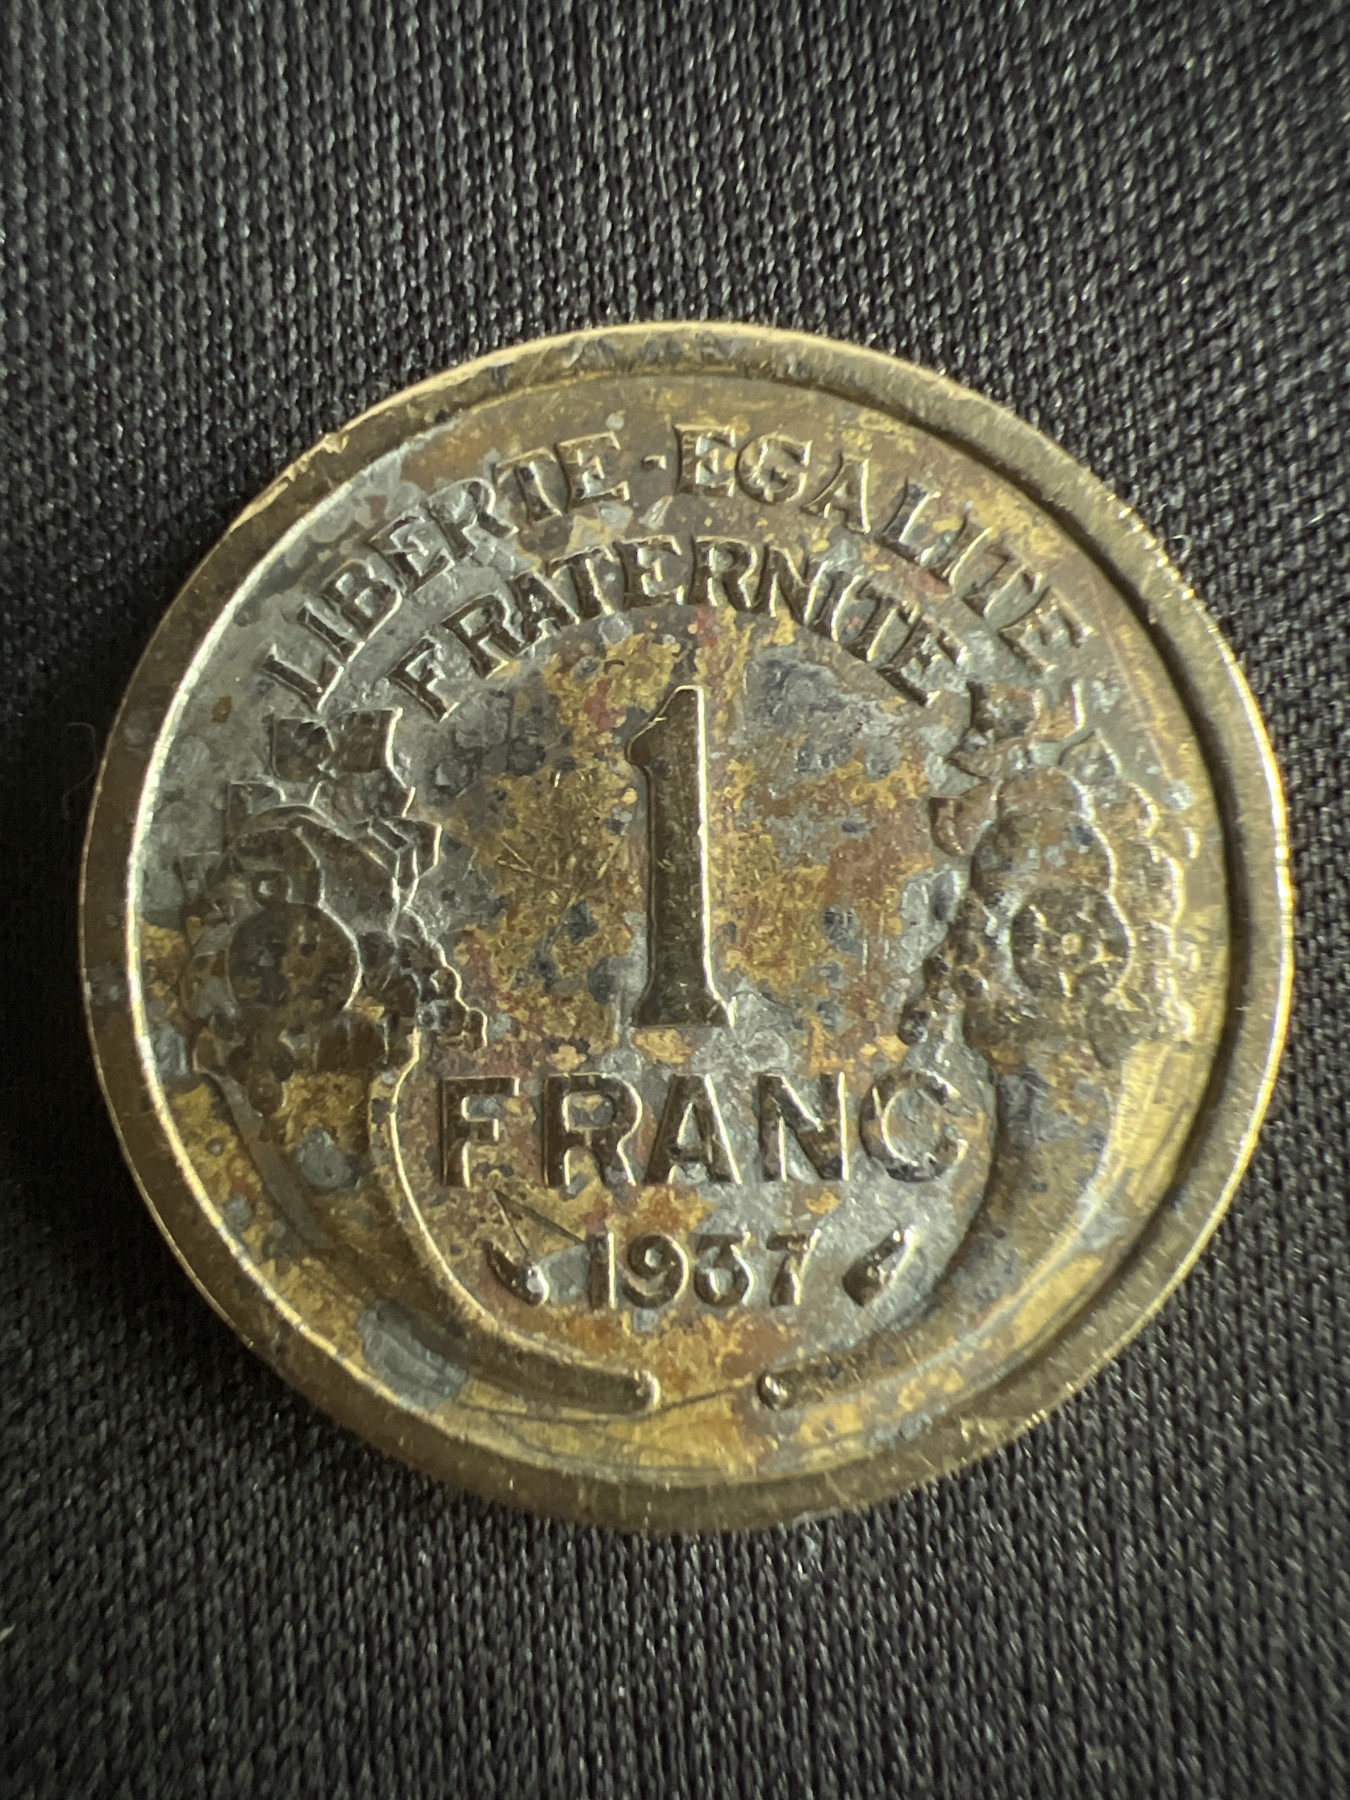 LIBERTE · EGALITE
FRATERNITE
1
FRANC
1937